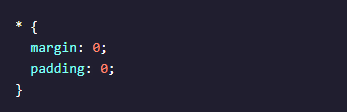 * {
  margin: 0;
  padding: 0;
}